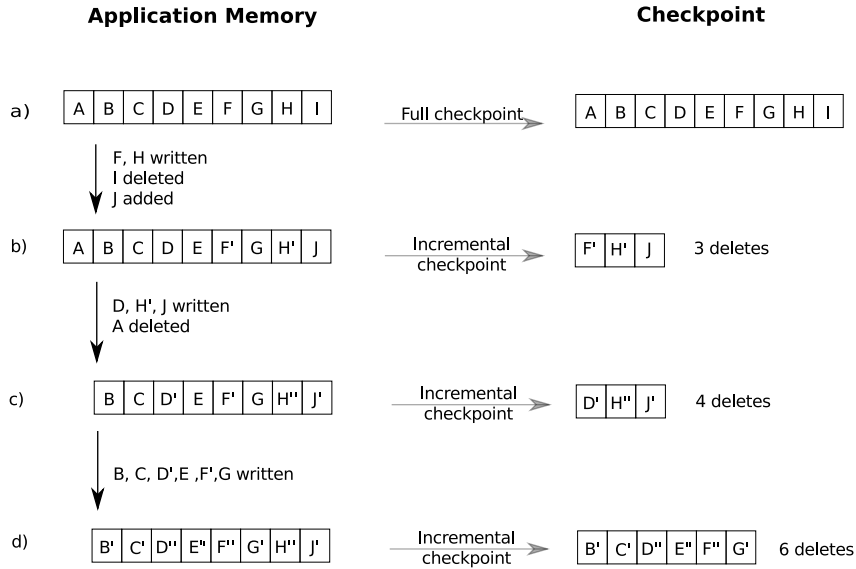 Application Memory
Checkpoint
a)
A B C D E F G H I
Full checkpoint
A B C D E F G H I
F, H written
I deleted
J added
b)
A B C D E F' G H' J
Incremental
checkpoint
F' H' J
3 deletes
D, H', J written
A deleted
c)
B C D' E F' G H'' J'
Incremental
checkpoint
D' H'' J'
4 deletes
B, C, D',E ,F',G written
d)
B' C' D'' E'' F'' G' H'' J'
Incremental
checkpoint
B' C' D'' E'' F'' G'
6 deletes